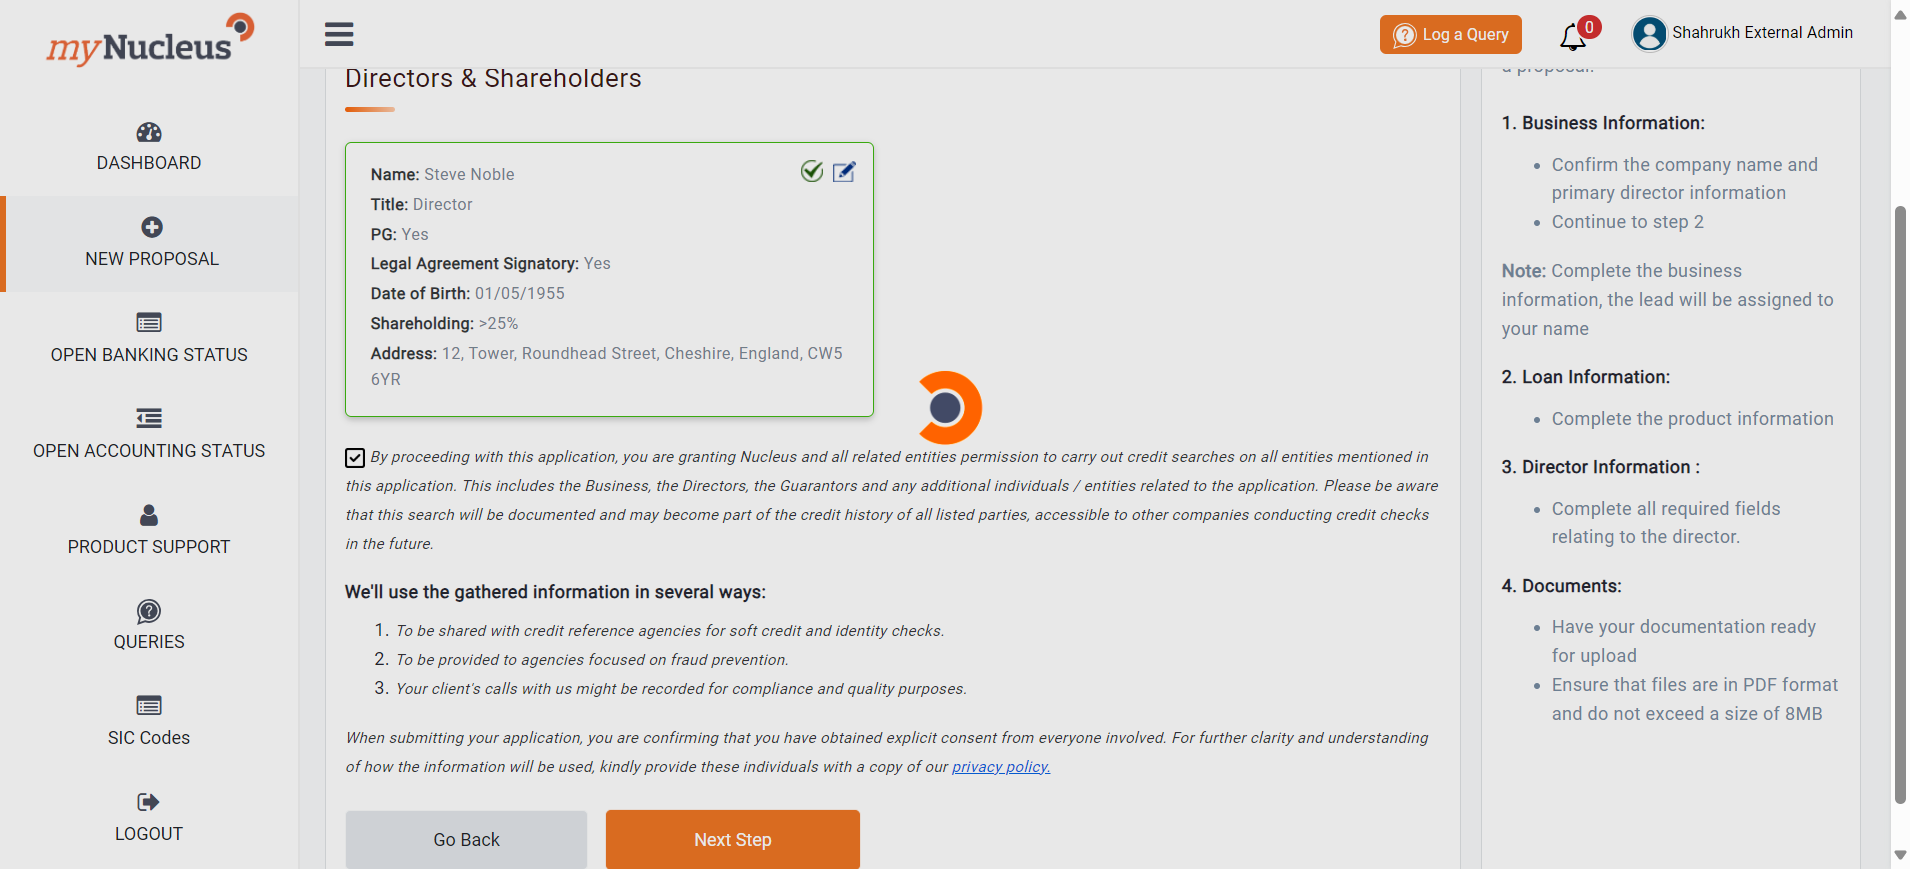 myNucleus
Log a Query
0
Shahrukh External Admin
DASHBOARD
NEW PROPOSAL
OPEN BANKING STATUS
OPEN ACCOUNTING STATUS
PRODUCT SUPPORT
QUERIES
SIC Codes
LOGOUT
Directors & Shareholders
Name: Steve Noble
Title: Director
PG: Yes
Legal Agreement Signatory: Yes
Date of Birth: 01/05/1955
Shareholding: >25%
Address: 12, Tower, Roundhead Street, Cheshire, England, CW5
6YR
By proceeding with this application, you are granting Nucleus and all related entities permission to carry out credit searches on all entities mentioned in
this application. This includes the Business, the Directors, the Guarantors and any additional individuals / entities related to the application. Please be aware
that this search will be documented and may become part of the credit history of all listed parties, accessible to other companies conducting credit checks
in the future.
We'll use the gathered information in several ways:
1. To be shared with credit reference agencies for soft credit and identity checks.
2. To be provided to agencies focused on fraud prevention.
3. Your client's calls with us might be recorded for compliance and quality purposes.
When submitting your application, you are confirming that you have obtained explicit consent from everyone involved. For further clarity and understanding
of how the information will be used, kindly provide these individuals with a copy of our privacy policy.
Go Back
Next Step
a proposal.
1. Business Information:
• Confirm the company name and
primary director information
• Continue to step 2
Note: Complete the business
information, the lead will be assigned to
your name
2. Loan Information:
• Complete the product information
3. Director Information :
• Complete all required fields
relating to the director.
4. Documents:
• Have your documentation ready
for upload
• Ensure that files are in PDF format
and do not exceed a size of 8MB